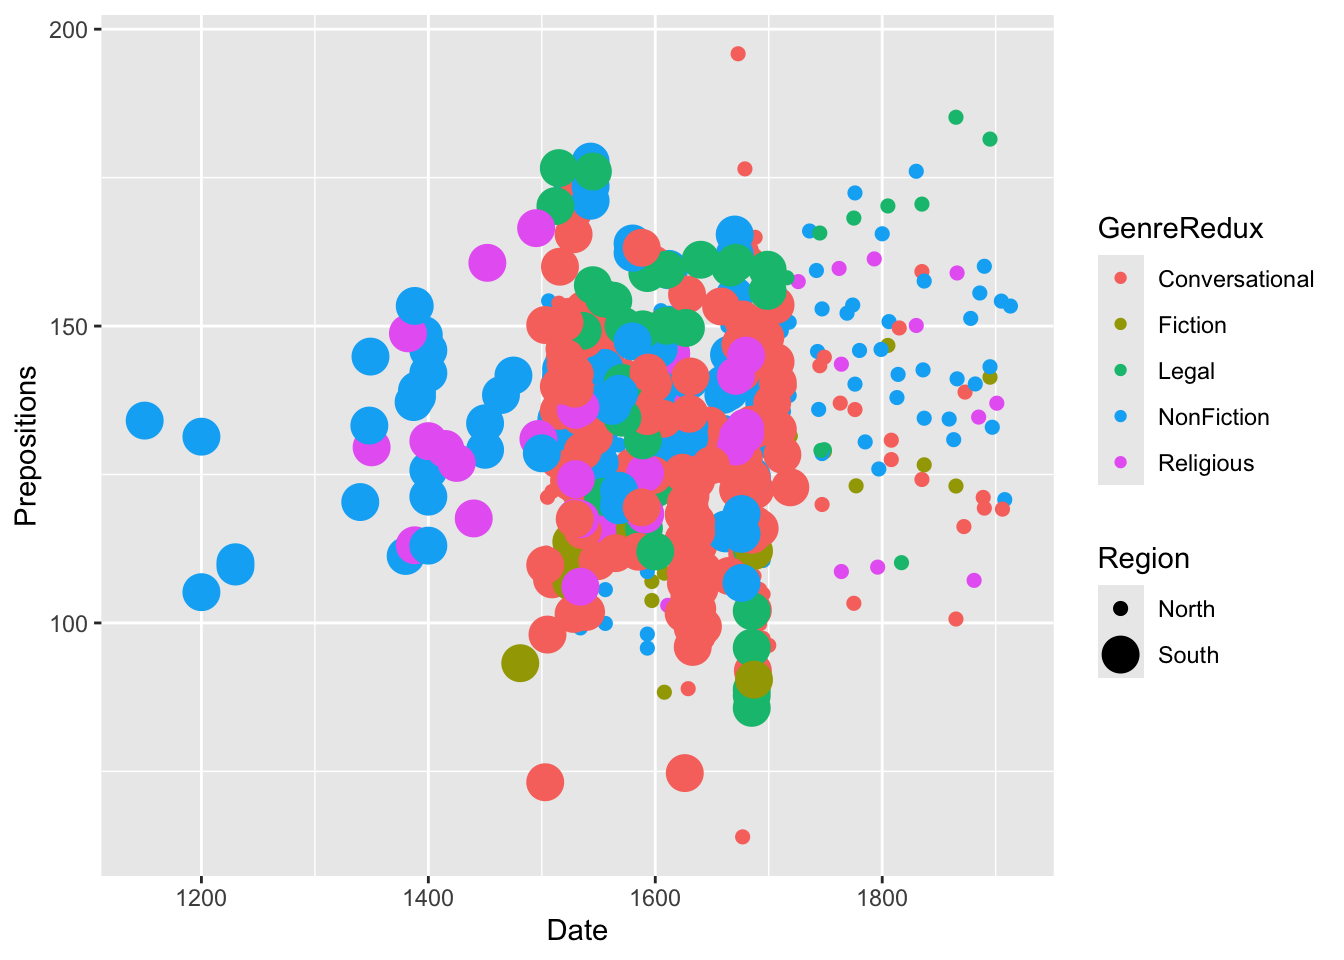 200
150
100
Prepositions
1200
1400
1600
1800
Date
GenreRedux
Conversational
Fiction
Legal
NonFiction
Religious
Region
North
South